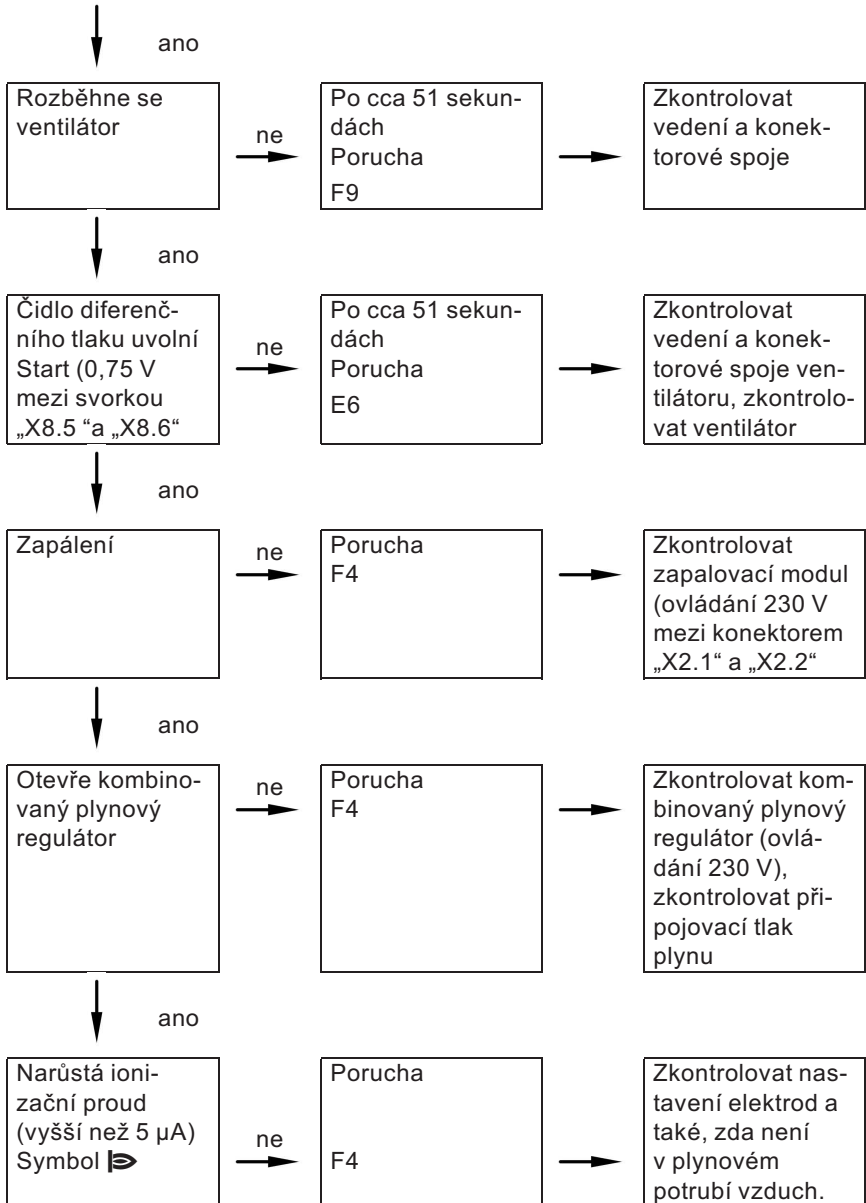 ano
Rozběhne se
ventilátor
ne
Po cca 51 sekun-
dách
Porucha
F9
Zkontrolovat
vedení a konek-
torové spoje
ano
Čidlo diferenč-
ního tlaku uvolní
Start (0,75 V
mezi svorkou
„X8.5 “a „X8.6“
ne
Po cca 51 sekun-
dách
Porucha
E6
Zkontrolovat
vedení a konek-
torové spoje ven-
tilátoru, zkontrolo-
vat ventilátor
ano
Zapálení
ne
Porucha
F4
Zkontrolovat
zapalovací modul
(ovládání 230 V
mezi konektorem
„X2.1“ a „X2.2“
ano
Otevře kombino-
vaný plynový
regulátor
ne
Porucha
F4
Zkontrolovat kom-
binovaný plynový
regulátor (ovlá-
dání 230 V),
zkontrolovat při-
pojovací tlak
plynu
ano
Narůstá ioni-
zační proud
(vyšší než 5 µA)
Symbol
ne
Porucha
F4
Zkontrolovat nas-
tavení elektrod a
také, zda není
v plynovém
potrubí vzduch.